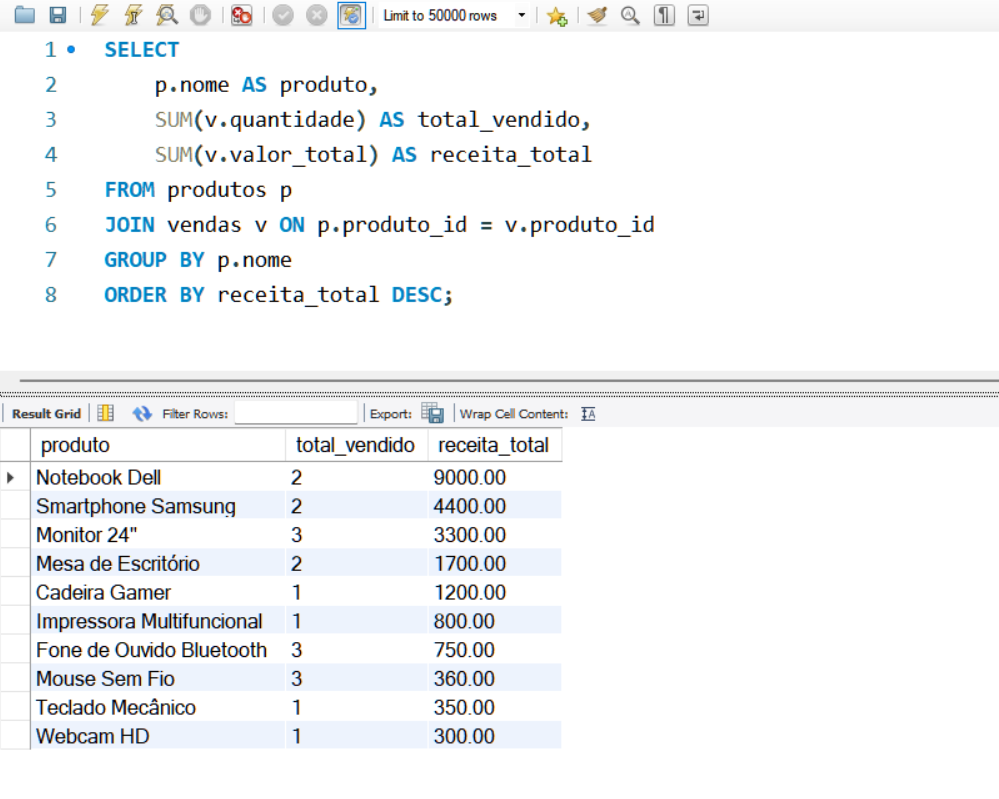 Limit to 50000 rows
1 SELECT
2 p.nome AS produto,
3 SUM(v.quantidade) AS total_vendido,
4 SUM(v.valor_total) AS receita_total
5 FROM produtos p
6 JOIN vendas v ON p.produto_id = v.produto_id
7 GROUP BY p.nome
8 ORDER BY receita_total DESC;
Result Grid Filter Rows: Export: Wrap Cell Content:
produto total_vendido receita_total
Notebook Dell 2 9000.00
Smartphone Samsung 2 4400.00
Monitor 24" 3 3300.00
Mesa de Escritório 2 1700.00
Cadeira Gamer 1 1200.00
Impressora Multifuncional 1 800.00
Fone de Ouvido Bluetooth 3 750.00
Mouse Sem Fio 3 360.00
Teclado Mecânico 1 350.00
Webcam HD 1 300.00